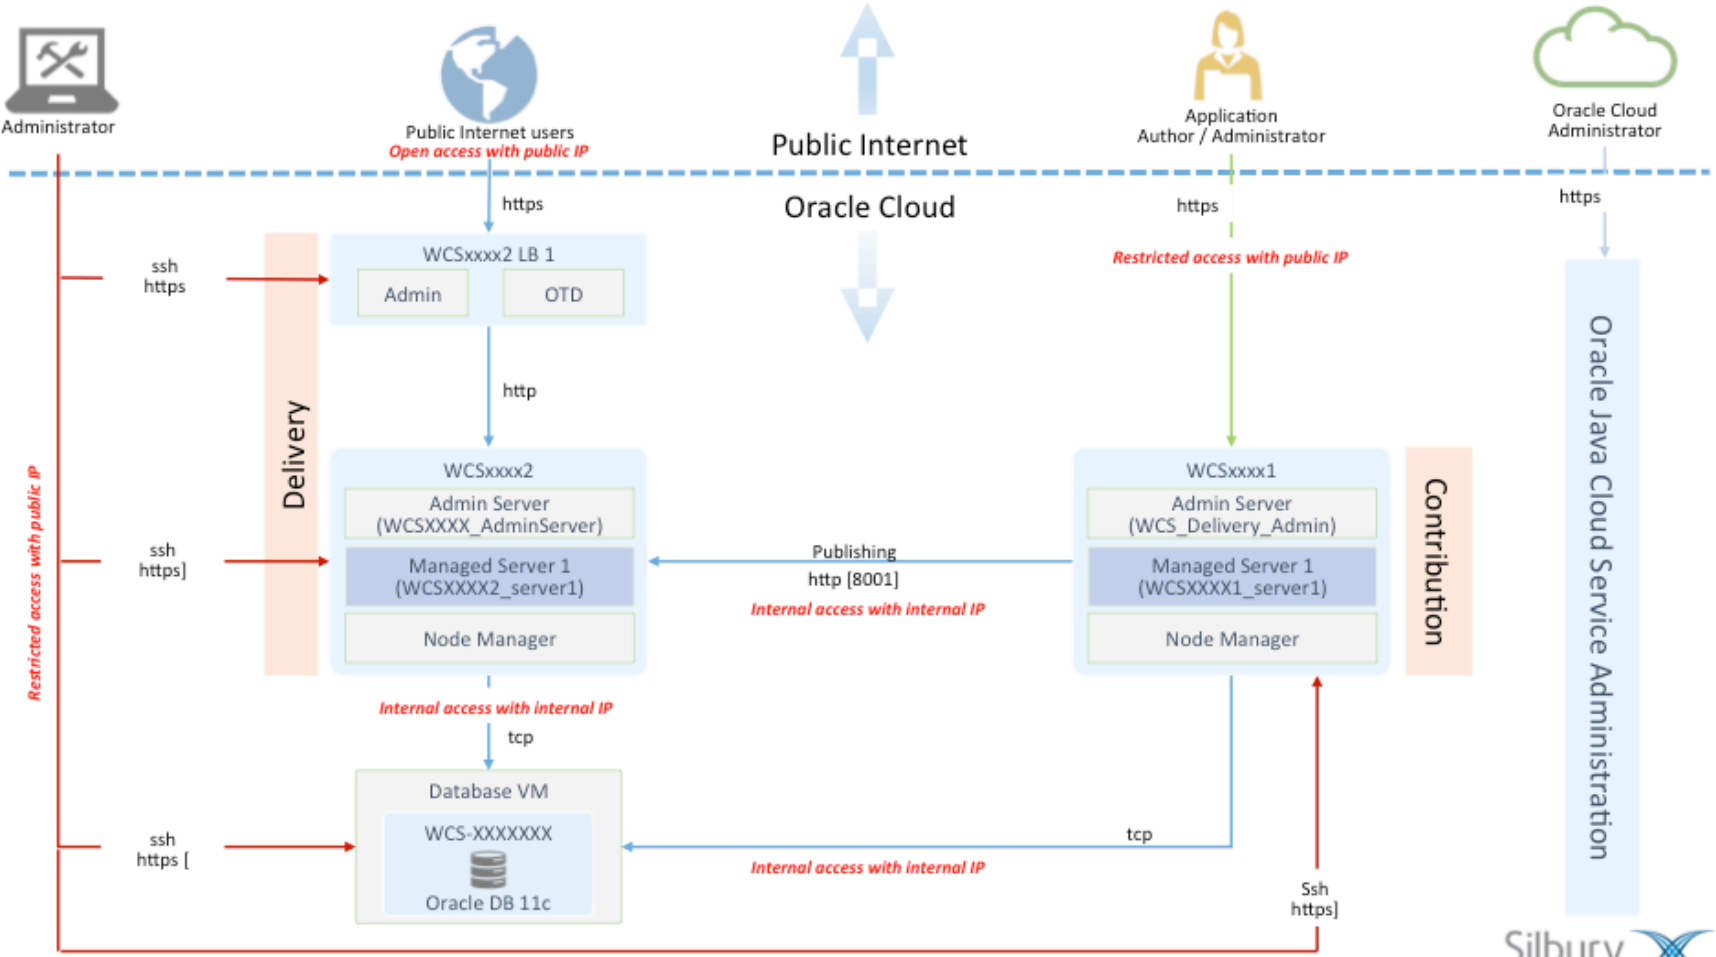 Administrator
Public Internet users
Open access with public IP
Public Internet
Application
Author / Administrator
Oracle Cloud
Administrator
https
Oracle Cloud
https
https
Restricted access with public IP
ssh
https
WCSxxxx2 LB 1
Admin
OTD
http
Delivery
Restricted access with public IP
WCSxxxx2
Admin Server
(WCSXXXX_AdminServer)
Managed Server 1
(WCSXXXX2_server1)
Node Manager
ssh
https]
Publishing
http [8001]
Internal access with internal IP
WCSxxxx1
Admin Server
(WCS_Delivery_Admin)
Managed Server 1
(WCSXXXX1_server1)
Node Manager
Contribution
Oracle Java Cloud Service Administration
Internal access with internal IP
tcp
Database VM
WCS-XXXXXXX
Oracle DB 11c
ssh
https [
tcp
Internal access with internal IP
Ssh
https]
Silbury